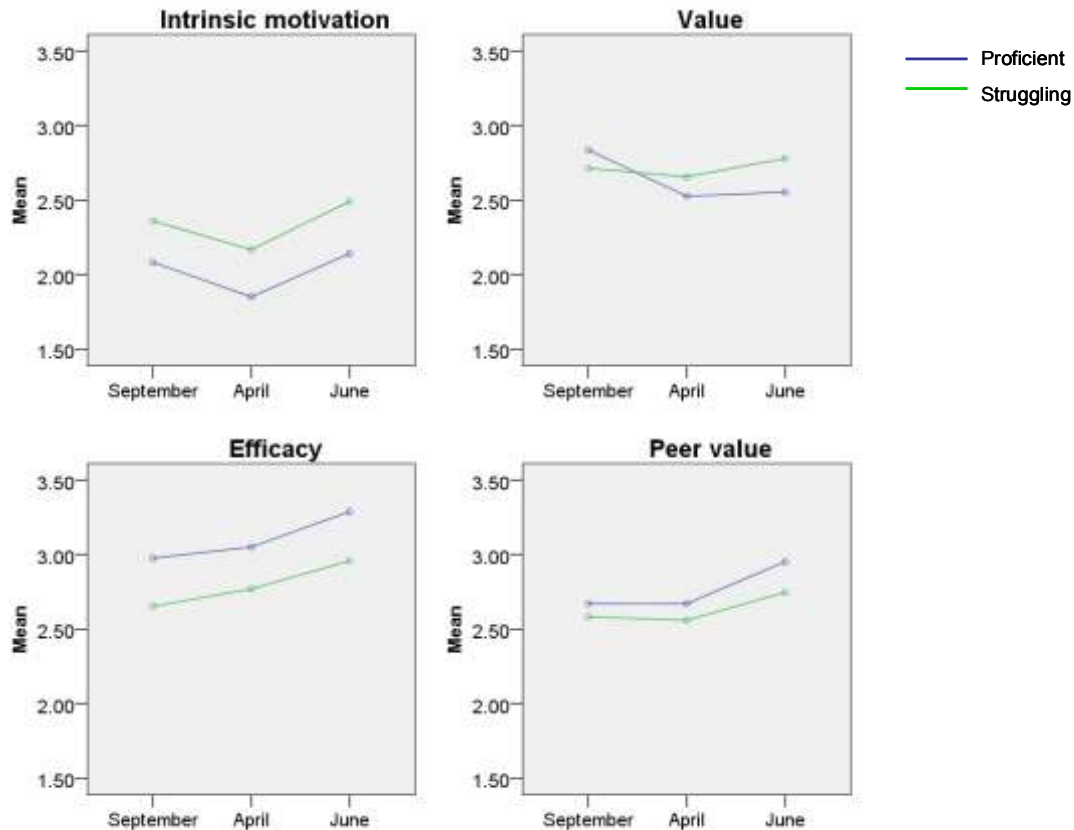 Intrinsic motivation
3.50
3.00
2.50
2.00
1.50
Mean
September April June
Value
3.50
3.00
2.50
2.00
1.50
Mean
September April June
Proficient
Struggling
Efficacy
3.50
3.00
2.50
2.00
1.50
Mean
September April June
Peer value
3.50
3.00
2.50
2.00
1.50
Mean
September April June